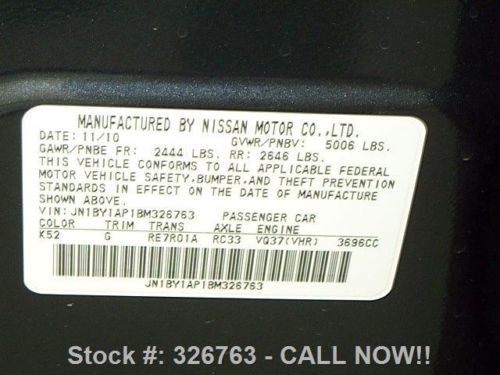 MANUFACTURED BY NISSAN MOTOR CO.,LTD.
DATE: 11/10 GVWR/PNBV: 5006 LBS.
GAWR/PNBE FR: 2444 LBS. RR: 2646 LBS.
THIS VEHICLE CONFORMS TO ALL APPLICABLE FEDERAL
MOTOR VEHICLE SAFETY,BUMPER,AND THEFT PREVENTION
STANDARDS IN EFFECT ON THE DATE OF MANUFACTURE
SHOWN ABOVE.
VIN: JN1BY1AP1BM326763 PASSENGER CAR
COLOR TRIM TRANS AXLE ENGINE
K52 G RE7R01A RC33 VQ37(VHR) 3696CC
JN1BY1AP1BM326763
Stock #: 326763 - CALL NOW!!